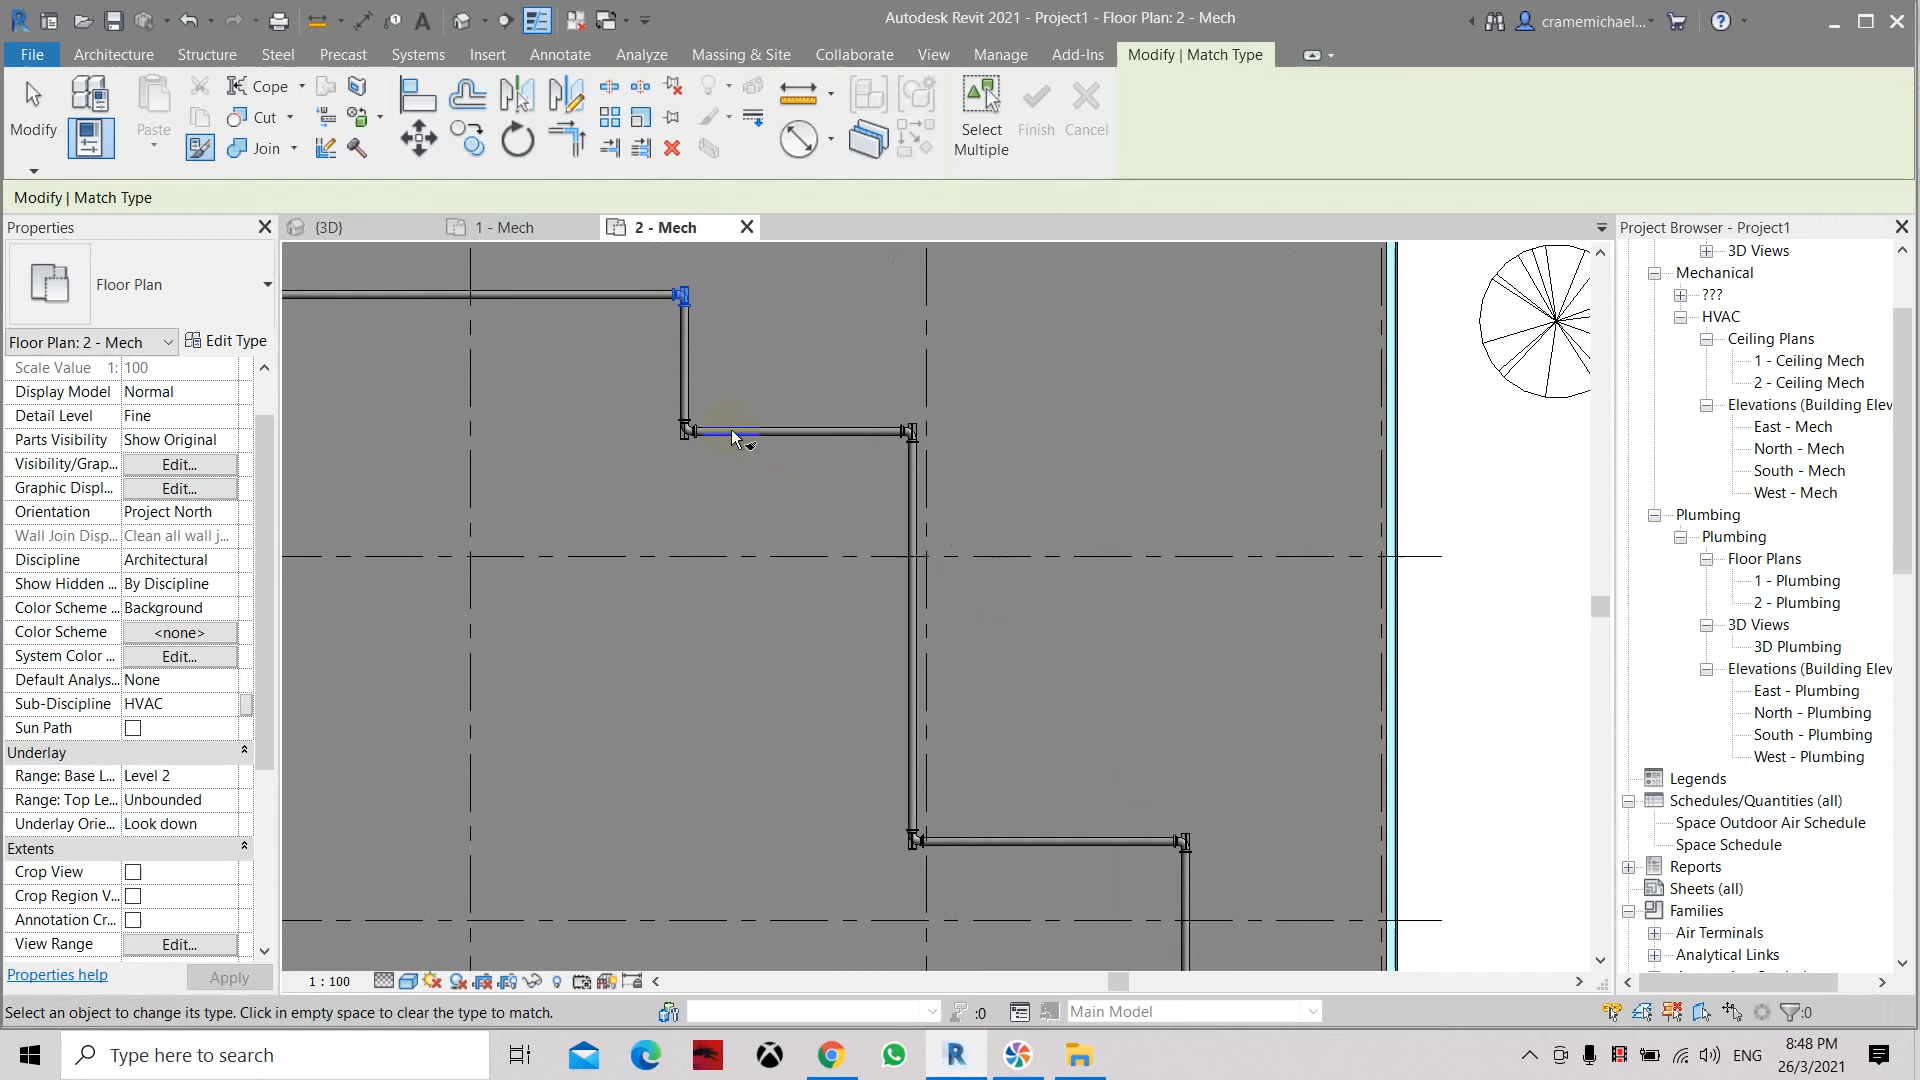 Autodesk Revit 2021 - Project1 - Floor Plan: 2 - Mech
cramemichael...
File
Architecture
Structure
Steel
Precast
Systems
Insert
Annotate
Analyze
Massing & Site
Collaborate
View
Manage
Add-Ins
Modify | Match Type
Modify
Paste
Cope
Cut
Join
Select
Multiple
Finish
Cancel
Modify | Match Type
Properties
{3D}
1 - Mech
2 - Mech
Project Browser - Project1
Floor Plan
Floor Plan: 2 - Mech
Edit Type
Scale Value 1: 100
Display Model Normal
Detail Level Fine
Parts Visibility Show Original
Visibility/Grap... Edit...
Graphic Displ... Edit...
Orientation Project North
Wall Join Disp... Clean all wall j...
Discipline Architectural
Show Hidden ... By Discipline
Color Scheme ... Background
Color Scheme <none>
System Color ... Edit...
Default Analys... None
Sub-Discipline HVAC
Sun Path
Underlay
Range: Base L... Level 2
Range: Top Le... Unbounded
Underlay Orie... Look down
Extents
Crop View
Crop Region V...
Annotation Cr...
View Range Edit...
Properties help
Apply
3D Views
Mechanical
???
HVAC
Ceiling Plans
1 - Ceiling Mech
2 - Ceiling Mech
Elevations (Building Elev
East - Mech
North - Mech
South - Mech
West - Mech
Plumbing
Plumbing
Floor Plans
1 - Plumbing
2 - Plumbing
3D Views
3D Plumbing
Elevations (Building Elev
East - Plumbing
North - Plumbing
South - Plumbing
West - Plumbing
Legends
Schedules/Quantities (all)
Space Outdoor Air Schedule
Space Schedule
Reports
Sheets (all)
Families
Air Terminals
Analytical Links
1 : 100
Select an object to change its type. Click in empty space to clear the type to match.
:0
Main Model
:0
Type here to search
ENG
8:48 PM
26/3/2021